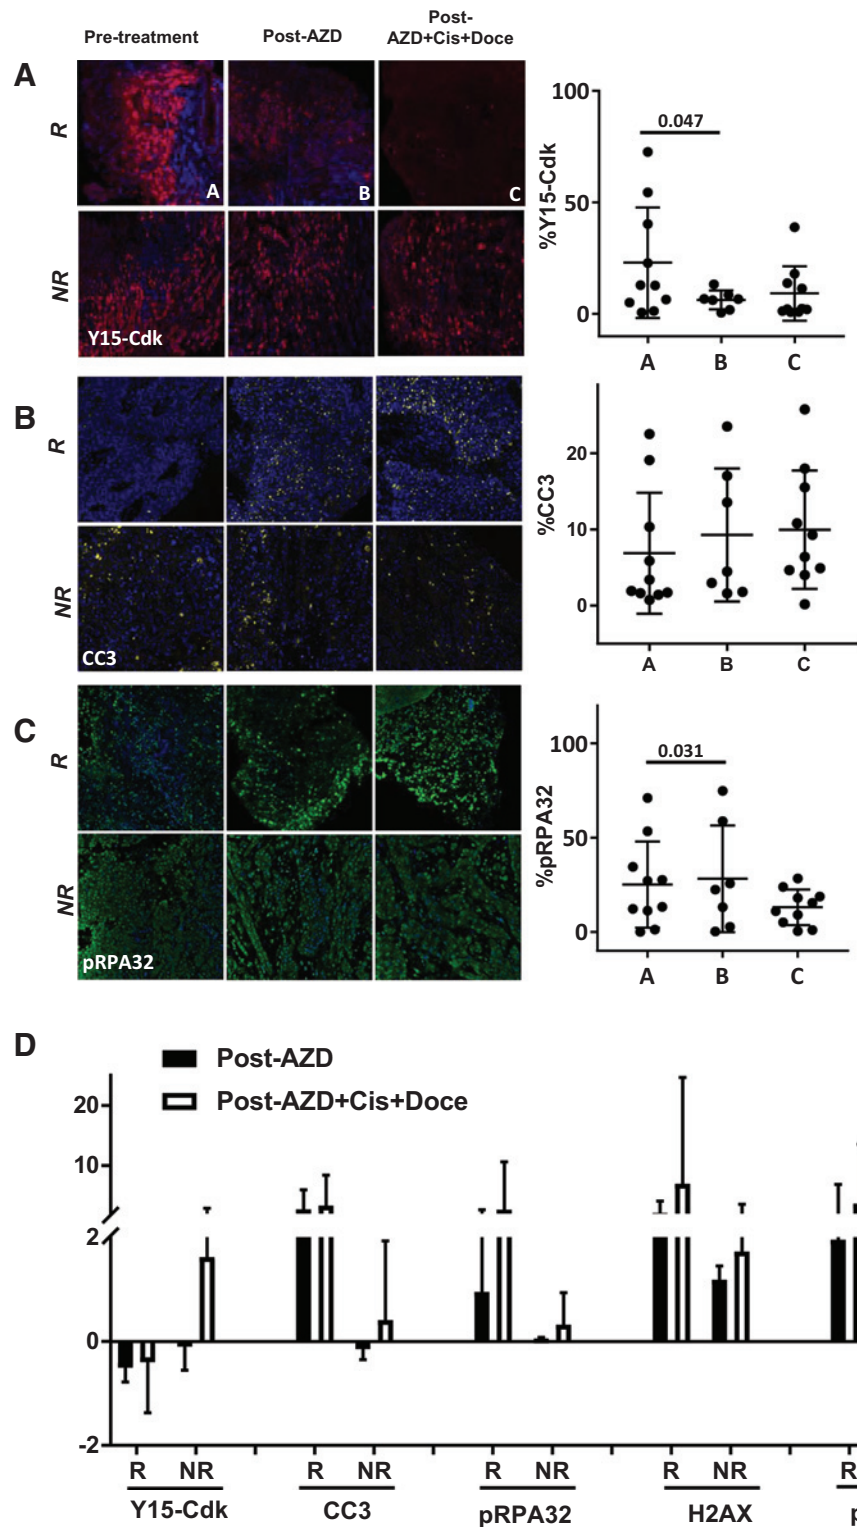 Pre-treatment
Post-AZD
Post-
AZD+Cis+Doce
A
R
A
B
C
NR
Y15-Cdk
%Y15-Cdk
100
50
0
0.047
A B C
B
R
NR
CC3
%CC3
20
10
0
A B C
C
R
NR
pRPA32
%pRPA32
100
50
0
0.031
A B C
D
Post-AZD
Post-AZD+Cis+Doce
20
10
2
0
-2
R NR R NR R NR R NR R
Y15-Cdk CC3 pRPA32 H2AX p